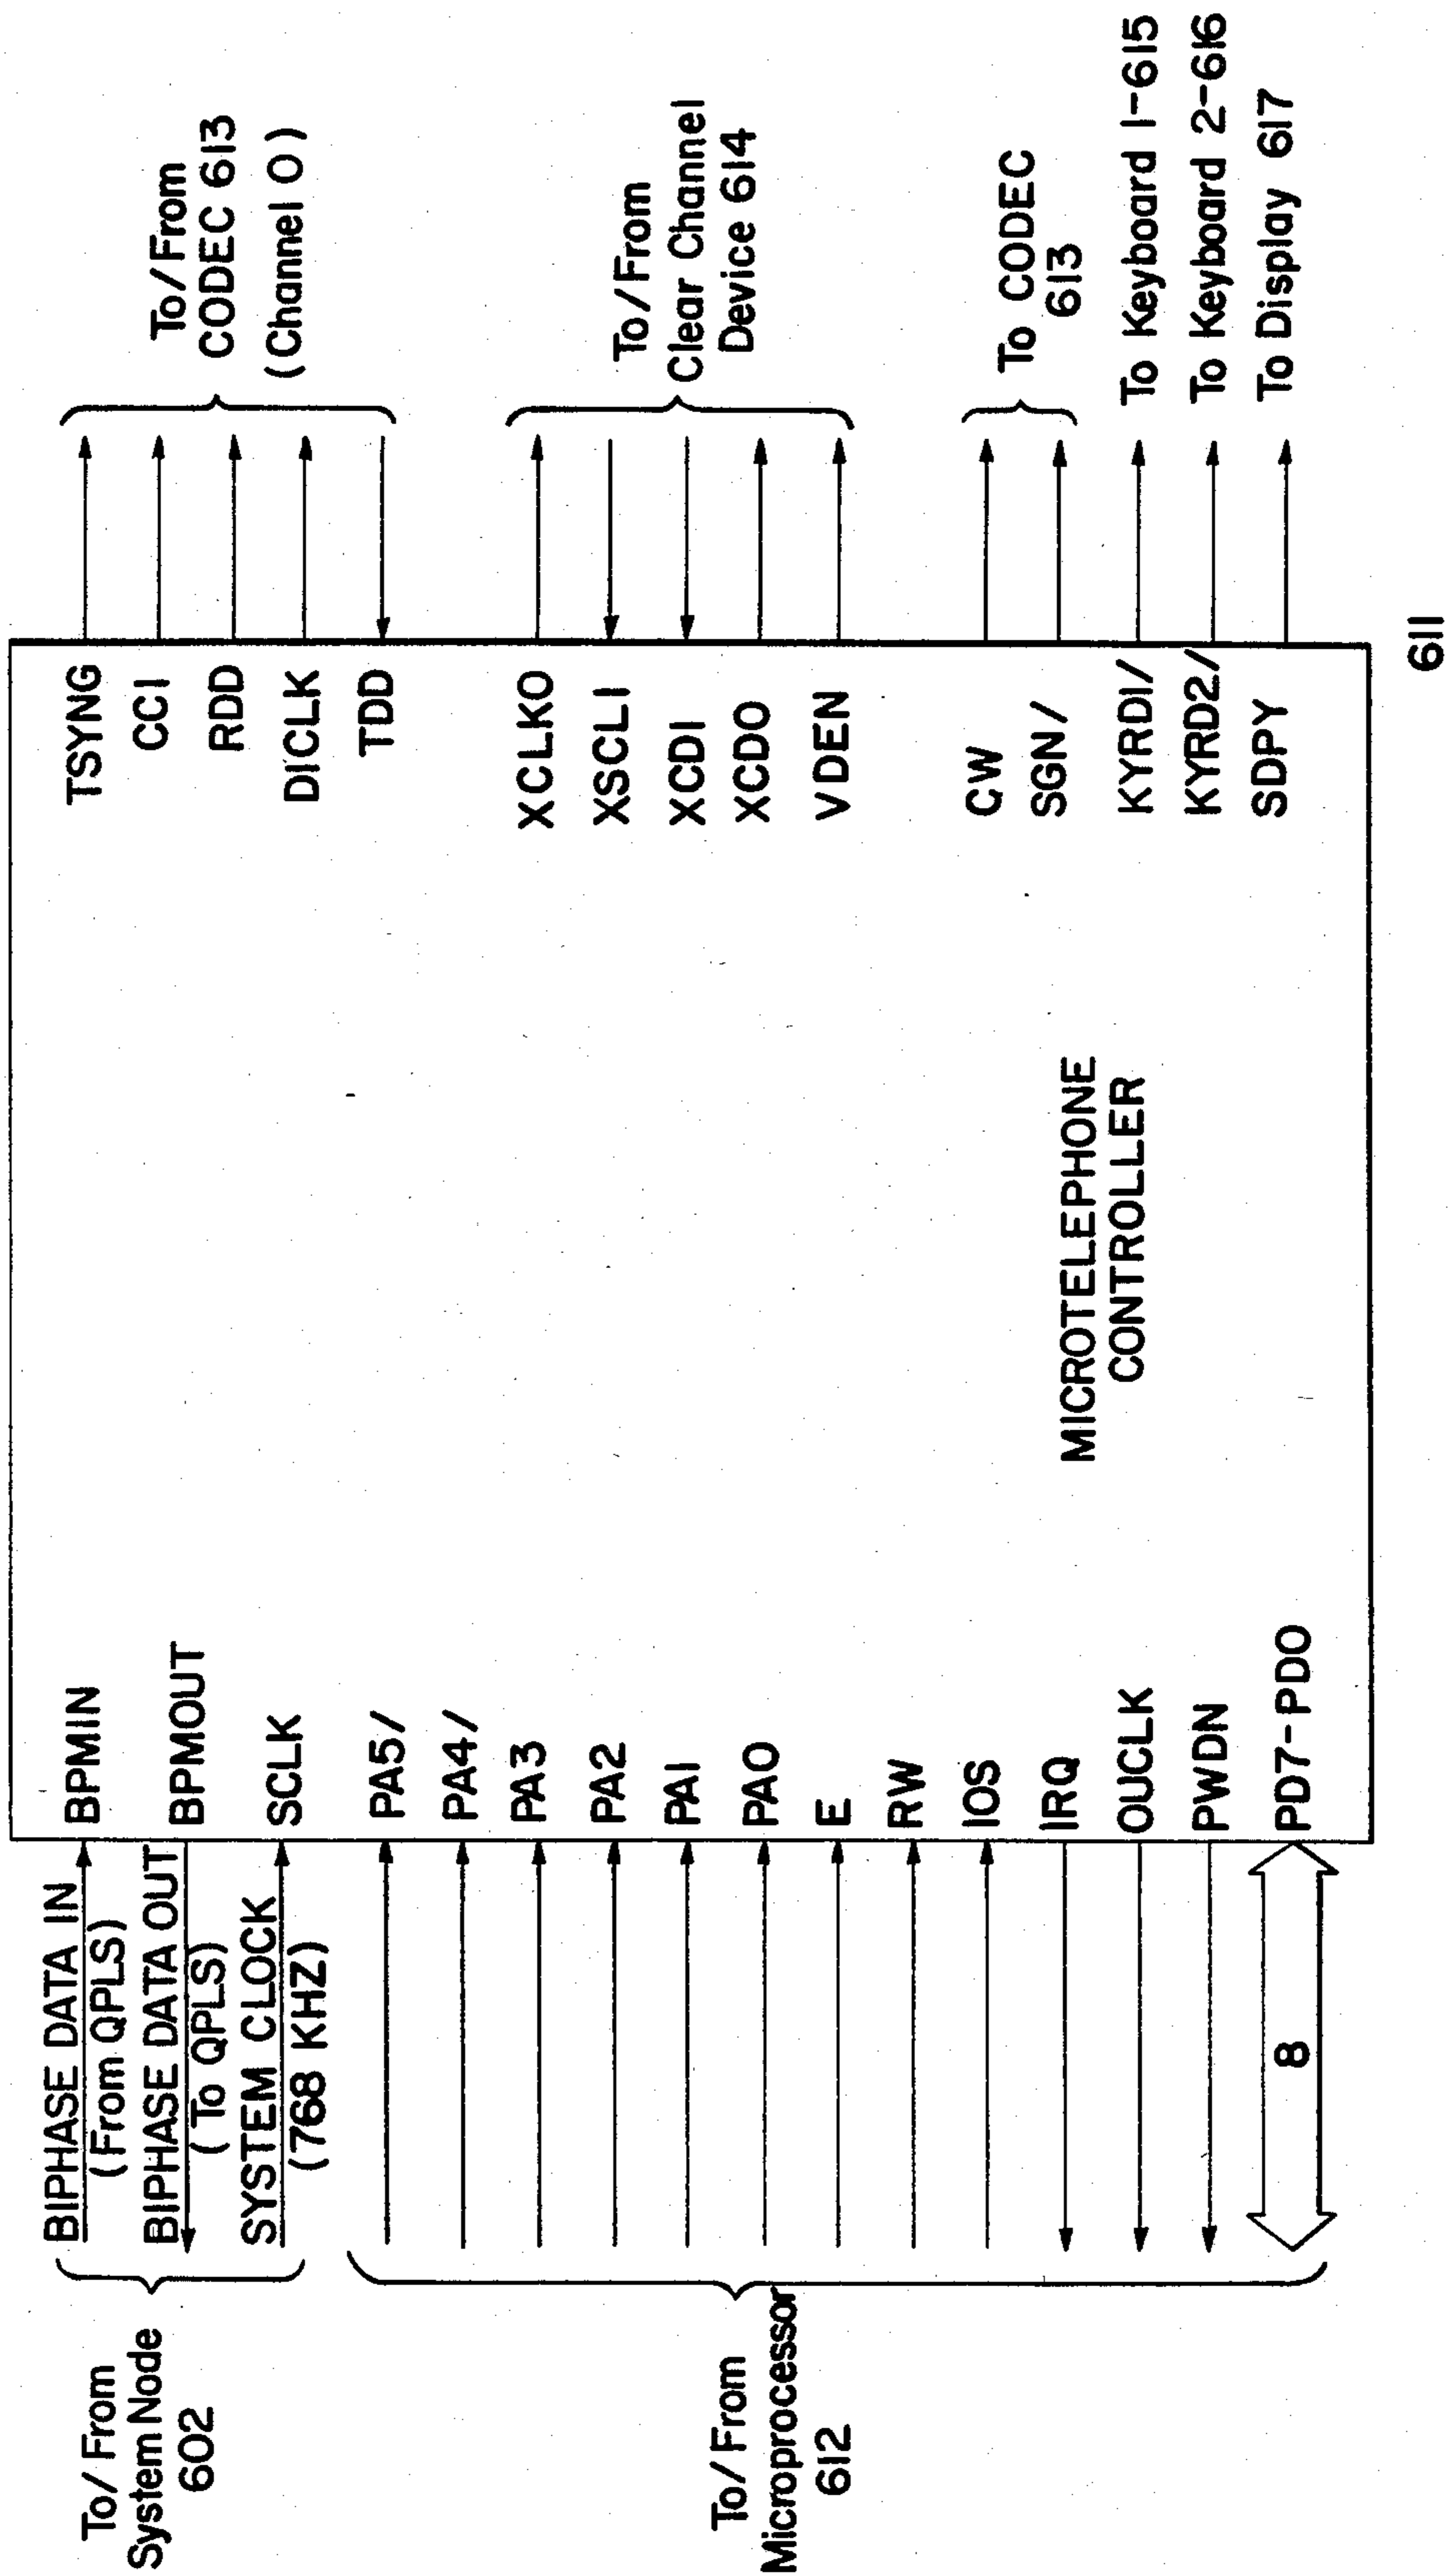 To/From
System Node
602
BIPHASE DATA IN
(From QPLS)
BIPHASE DATA OUT
(To QPLS)
SYSTEM CLOCK
(768 KHZ)
To/From
Microprocessor
612
8
BPMIN
BPMOUT
SCLK
PA5/
PA4/
PA3
PA2
PA1
PA0
E
RW
IOS
IRQ
OUCLK
PWDN
PD7-PD0
MICROTELEPHONE
CONTROLLER
TSYNG
CCI
RDD
DICLK
TDD
XCLKO
XSCLI
XCDI
XCDO
VDEN
CW
SGN/
KYRD1/
KYRD2/
SDPY
To/From
CODEC 613
(Channel 0)
To/From
Clear Channel
Device 614
To CODEC
613
To Keyboard 1-615
To Keyboard 2-616
To Display 617
611